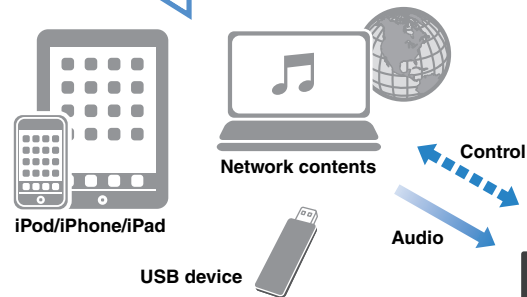 Network contents
Control
iPod/iPhone/iPad
Audio
USB device